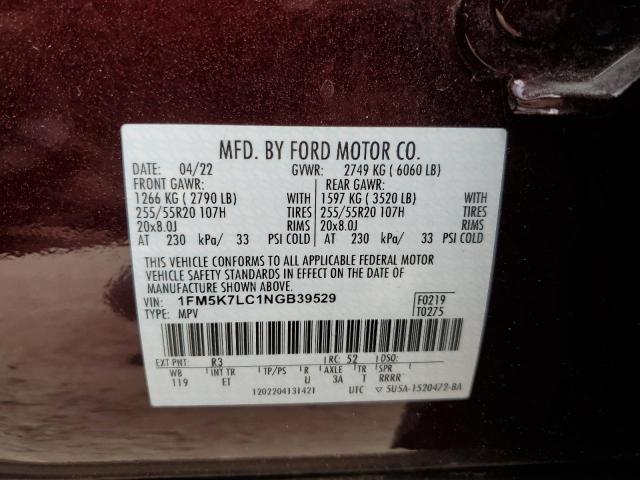 MFD. BY FORD MOTOR CO.
DATE: 04/22 GVWR: 2749 KG ( 6060 LB)
FRONT GAWR: REAR GAWR:
1266 KG ( 2790 LB) WITH 1597 KG ( 3520 LB) WITH
255/55R20 107H TIRES 255/55R20 107H TIRES
20x8.0J RIMS 20x8.0J RIMS
AT 230 kPa/ 33 PSI COLD AT 230 kPa/ 33 PSI COLD
THIS VEHICLE CONFORMS TO ALL APPLICABLE FEDERAL MOTOR
VEHICLE SAFETY STANDARDS IN EFFECT ON THE DATE OF
MANUFACTURE SHOWN ABOVE.
VIN: 1FM5K7LC1NGB39529 F0219
TYPE: MPV T0275
EXT PNT: R3 RC: 52 DSO:
WB INT TR TP/PS R AXLE TR SPR
119 ET U 3A T RRRR
1202204131421 UTC ▽ 5USA-1520472-BA